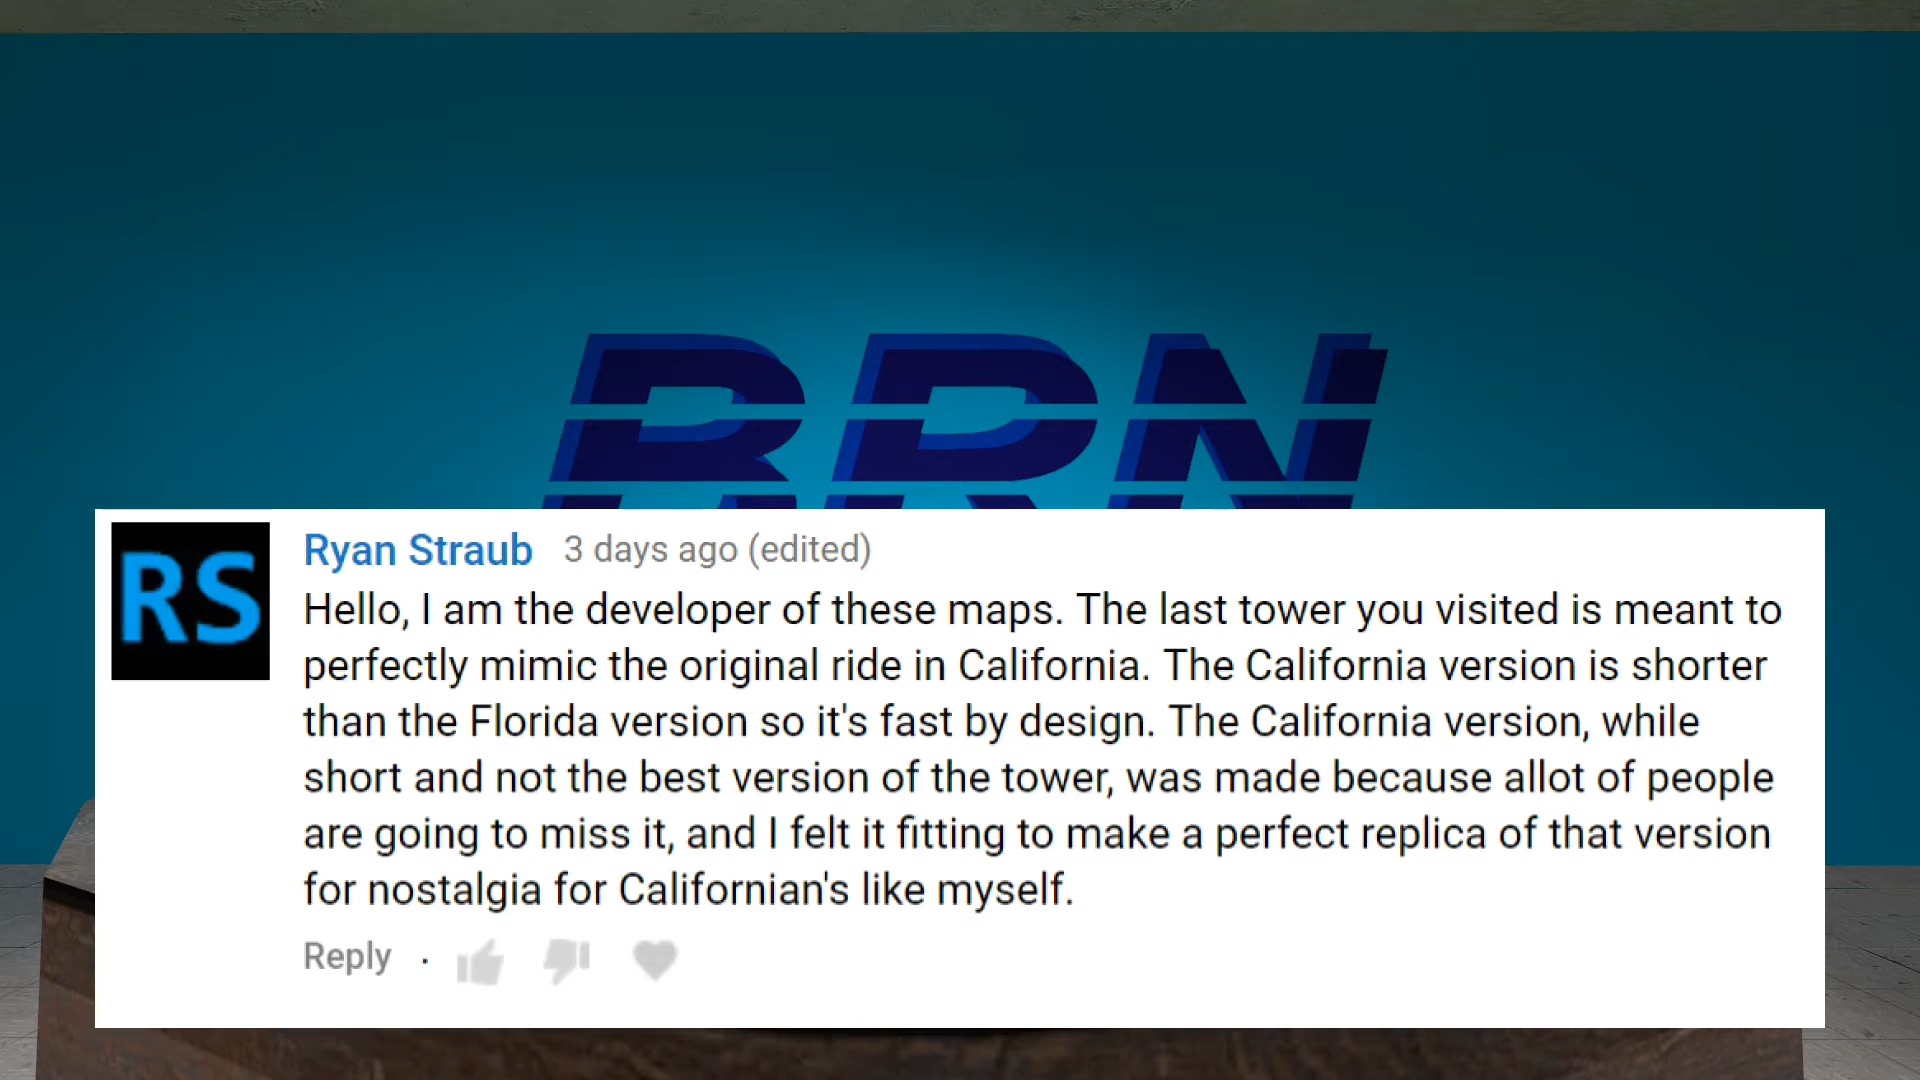 BRN
RS
Ryan Straub 3 days ago (edited)
Hello, I am the developer of these maps. The last tower you visited is meant to
perfectly mimic the original ride in California. The California version is shorter
than the Florida version so it's fast by design. The California version, while
short and not the best version of the tower, was made because allot of people
are going to miss it, and I felt it fitting to make a perfect replica of that version
for nostalgia for Californian's like myself.
Reply ·